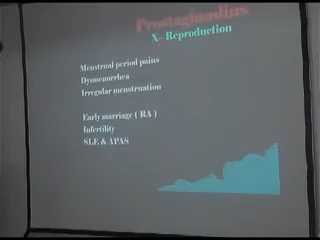 Prostaglandins
X- Reproduction
Menstrual period pains
Dysmenorrhea
Irregular menstruation
Early marriage ( RA )
Infertility
SLE & APAS